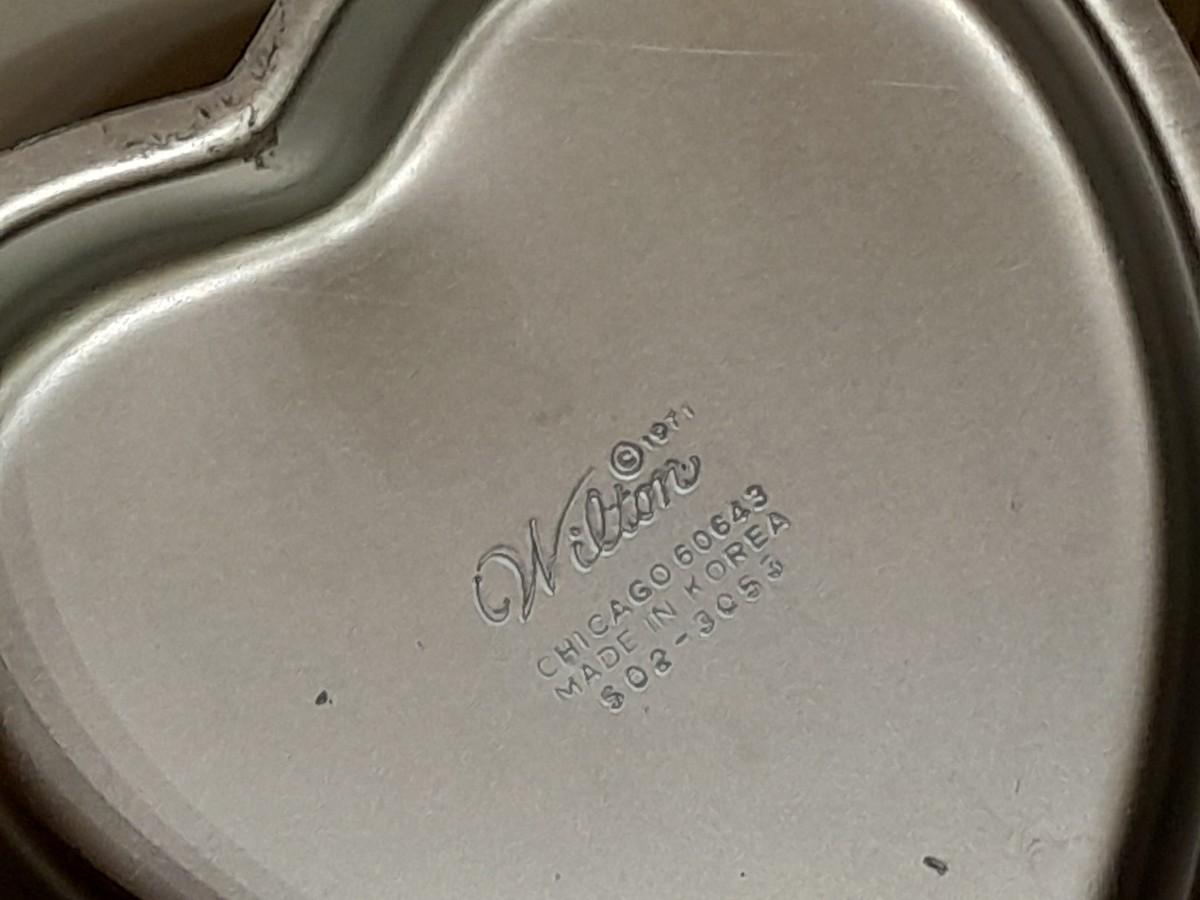 © 1971
Wilton
CHICAGO 60643
MADE IN KOREA
502-3053